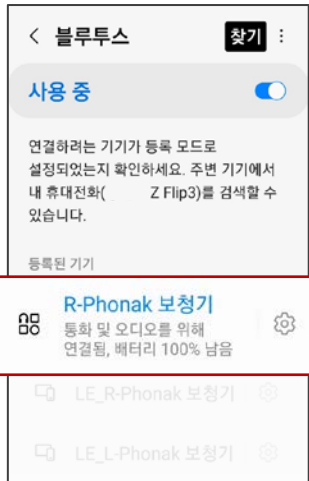 블루투스
찾기
사용 중
연결하려는 기기가 등록 모드로
설정되었는지 확인하세요. 주변 기기에서
내 휴대전화( Z Flip3)를 검색할 수
있습니다.
등록된 기기
R-Phonak 보청기
통화 및 오디오를 위해
연결됨, 배터리 100% 남음
LE_R-Phonak 보청기
LE_L-Phonak 보청기